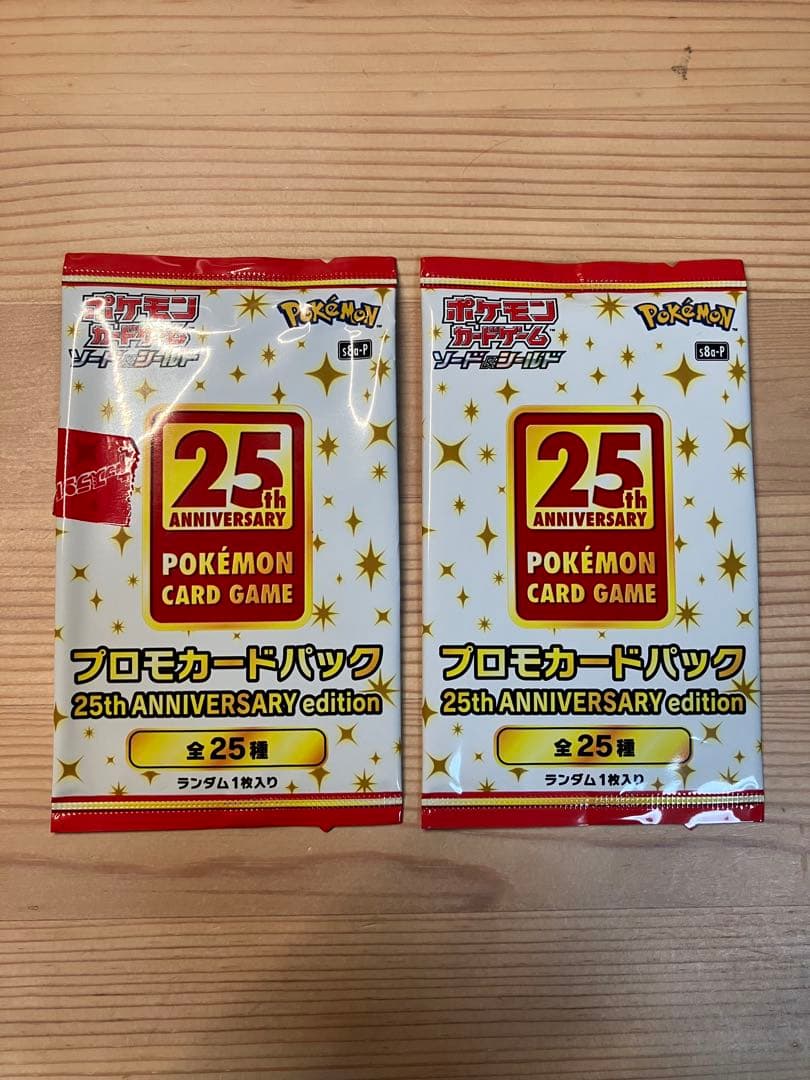 ポケモン
カードゲーム
ソード&シールド
Pokémon
s8a-P
25th
ANNIVERSARY
POKÉMON
CARD GAME
プロモカードパック
25th ANNIVERSARY edition
全25種
ランダム1枚入り
ポケモン
カードゲーム
ソード&シールド
Pokémon
s8a-P
25th
ANNIVERSARY
POKÉMON
CARD GAME
プロモカードパック
25th ANNIVERSARY edition
全25種
ランダム1枚入り